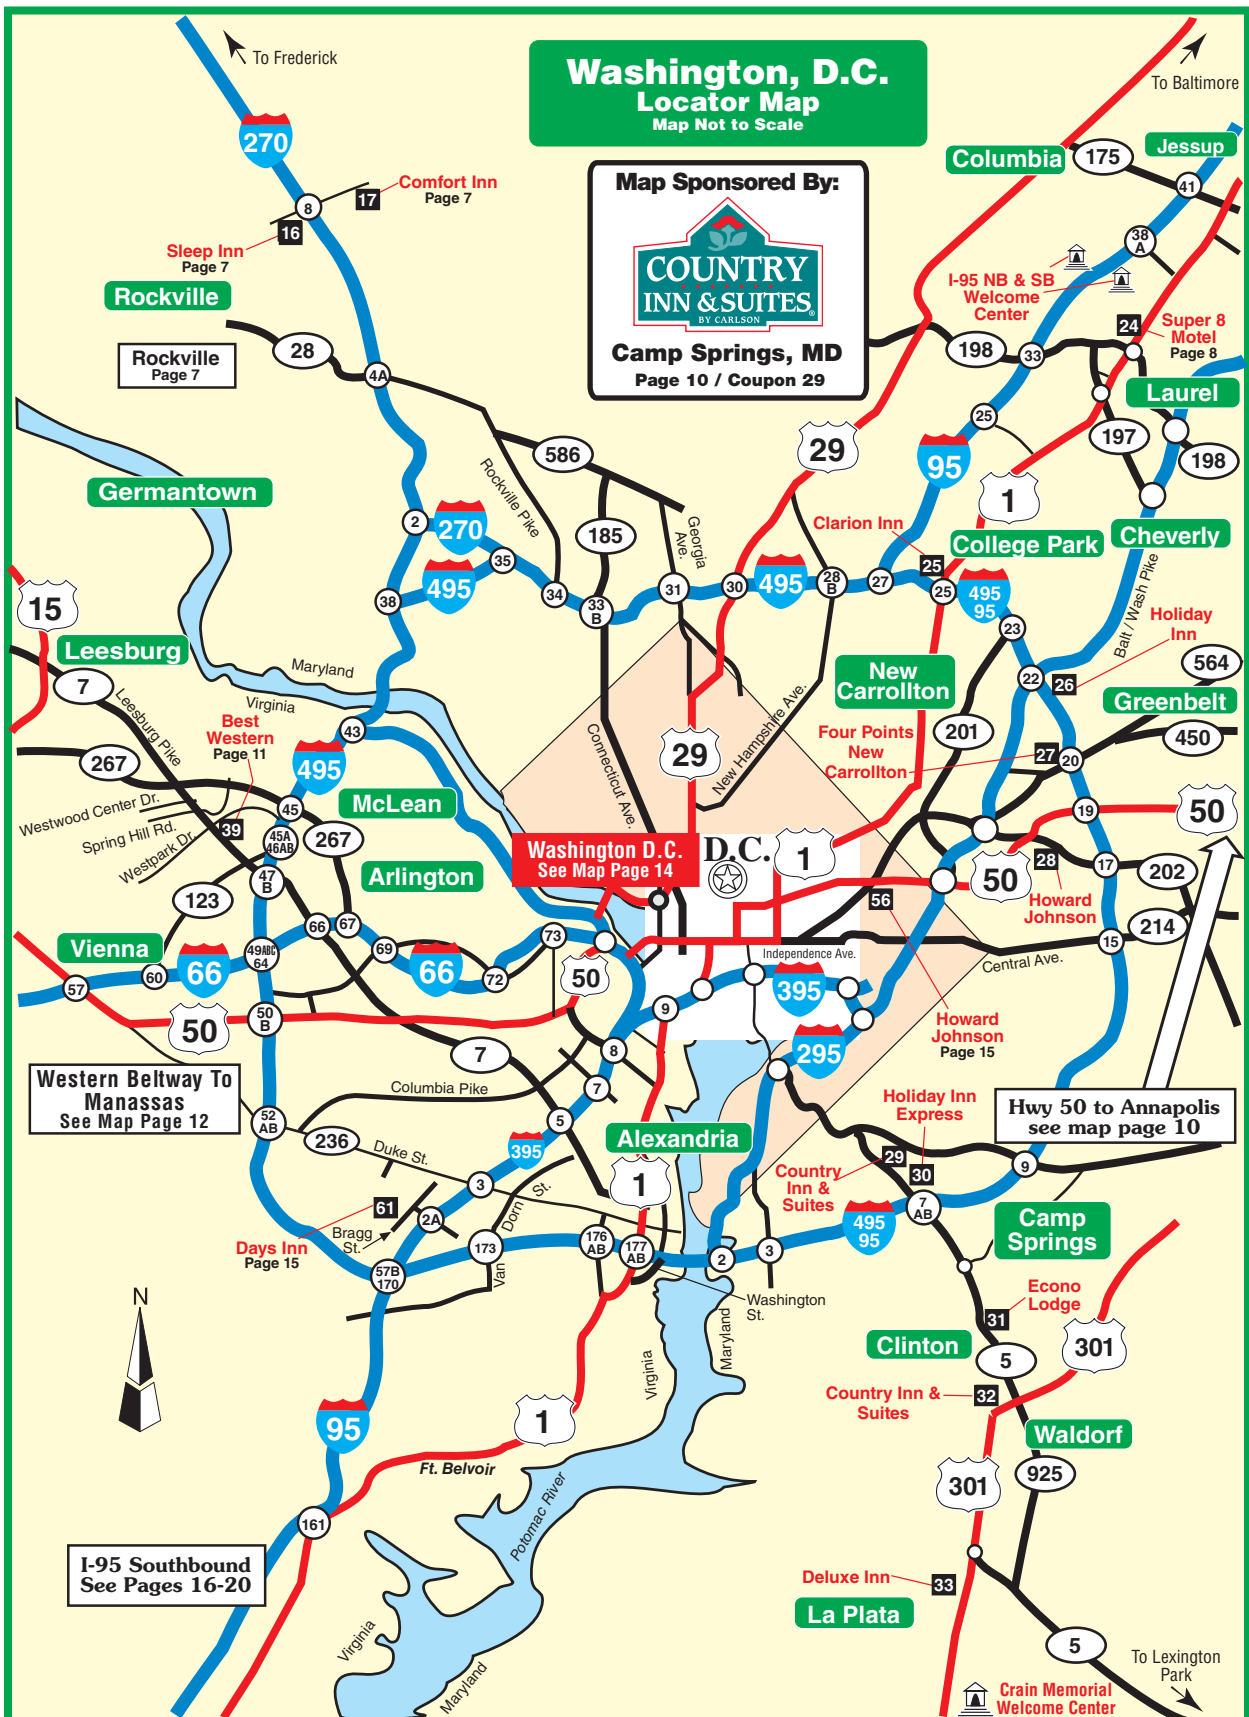 To Frederick
Washington, D.C.
Locator Map
Map Not to Scale
To Baltimore
270
Columbia
175
Jessup
41
Map Sponsored By:
COUNTRY
INN & SUITES®
BY CARLSON
Camp Springs, MD
Page 10 / Coupon 29
17
Comfort Inn
Page 7
8
16
Sleep Inn
Page 7
Rockville
38
A
I-95 NB & SB
Welcome
Center
24
Super 8
Motel
Page 8
28
Rockville
Page 7
4A
198
33
Laurel
25
197
198
29
95
586
Rockville Pike
Germantown
2
270
185
Georgia
Ave.
1
Clarion Inn
College Park
Cheverly
35
495
38
34
33
B
31
30
495
28
B
27
25
25
495
95
23
Balt / Wash Pike
Holiday
Inn
15
Leesburg
7
Leesburg Pike
Maryland
Virginia
564
22
26
Greenbelt
New
Carrollton
Best
Western
Page 11
43
Connecticut Ave.
29
New Hampshire Ave.
Four Points
New
Carrollton
201
27
20
450
267
495
Westwood Center Dr.
Spring Hill Rd.
Westpark Dr.
39
45
McLean
45A
46AB
267
19
50
Washington D.C.
See Map Page 14
D.C.
1
47
B
Arlington
28
17
202
50
Howard
Johnson
56
123
66
67
Vienna
49ABC
64
69
73
66
60
57
66
72
50
Independence Ave.
Central Ave.
15
214
50
50
B
9
395
295
Howard
Johnson
Page 15
7
8
Western Beltway To
Manassas
See Map Page 12
Columbia Pike
7
Holiday Inn
Express
Hwy 50 to Annapolis
see map page 10
52
AB
236
Duke St.
5
395
Alexandria
29
30
Country
Inn &
Suites
9
3
1
7
AB
61
Days Inn
Page 15
Bragg
St.
2A
Van Dorn St.
173
176
AB
177
AB
2
3
495
95
Camp
Springs
57B
170
Washington
St.
N
Virginia
Maryland
Econo
Lodge
31
301
Clinton
5
Country Inn &
Suites
32
Waldorf
95
1
Ft. Belvoir
Potomac River
301
925
161
I-95 Southbound
See Pages 16-20
Deluxe Inn
33
La Plata
Virginia
Maryland
5
To Lexington
Park
Crain Memorial
Welcome Center